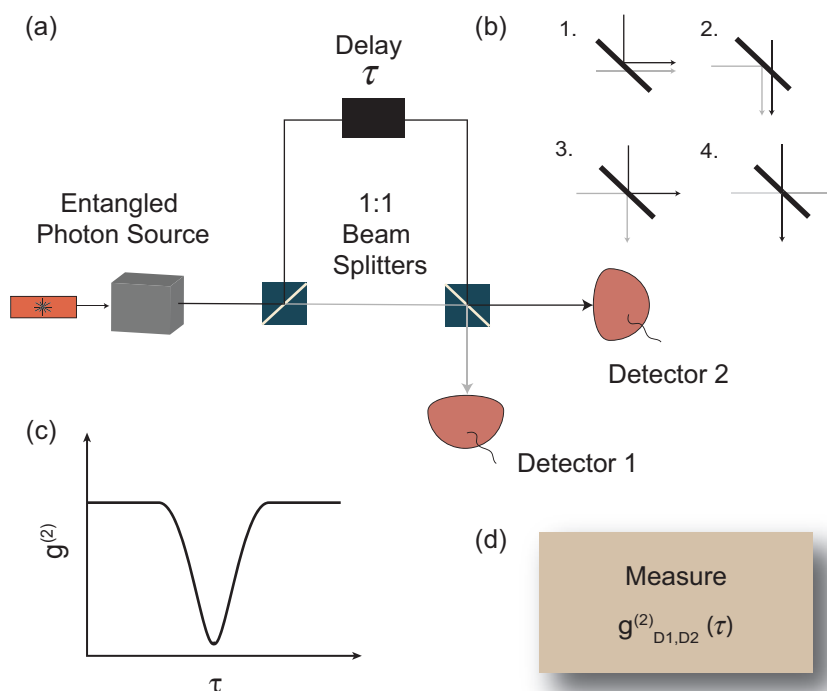 (a)
Delay
τ
Entangled
Photon Source
1:1
Beam
Splitters
Detector 2
Detector 1
(b)
1.
2.
3.
4.
(c)
g(2)
τ
(d)
Measure
g(2)D1,D2 (τ)